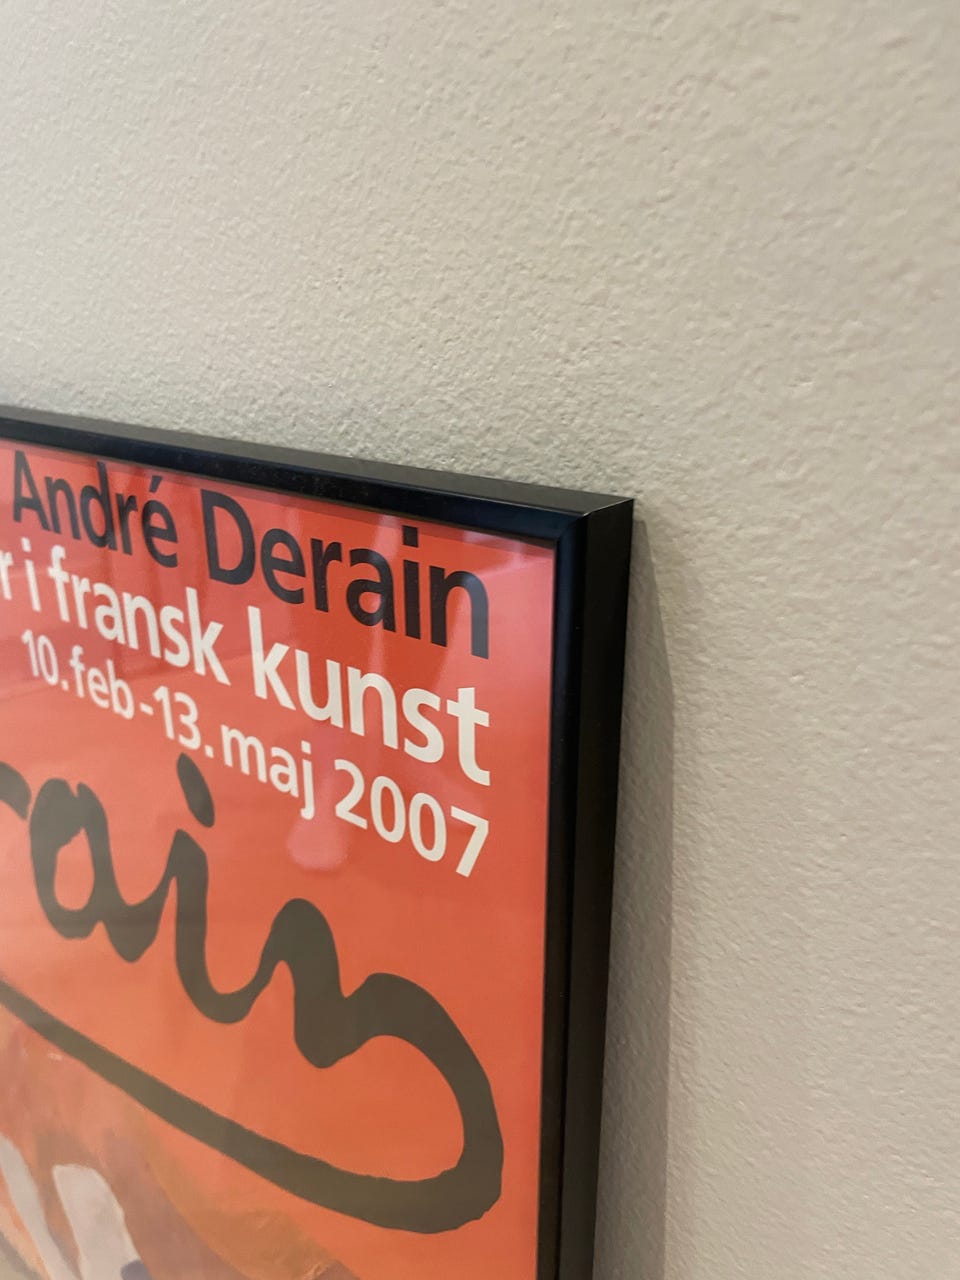 André Derain
r i fransk kunst
10. feb - 13. maj 2007
rain